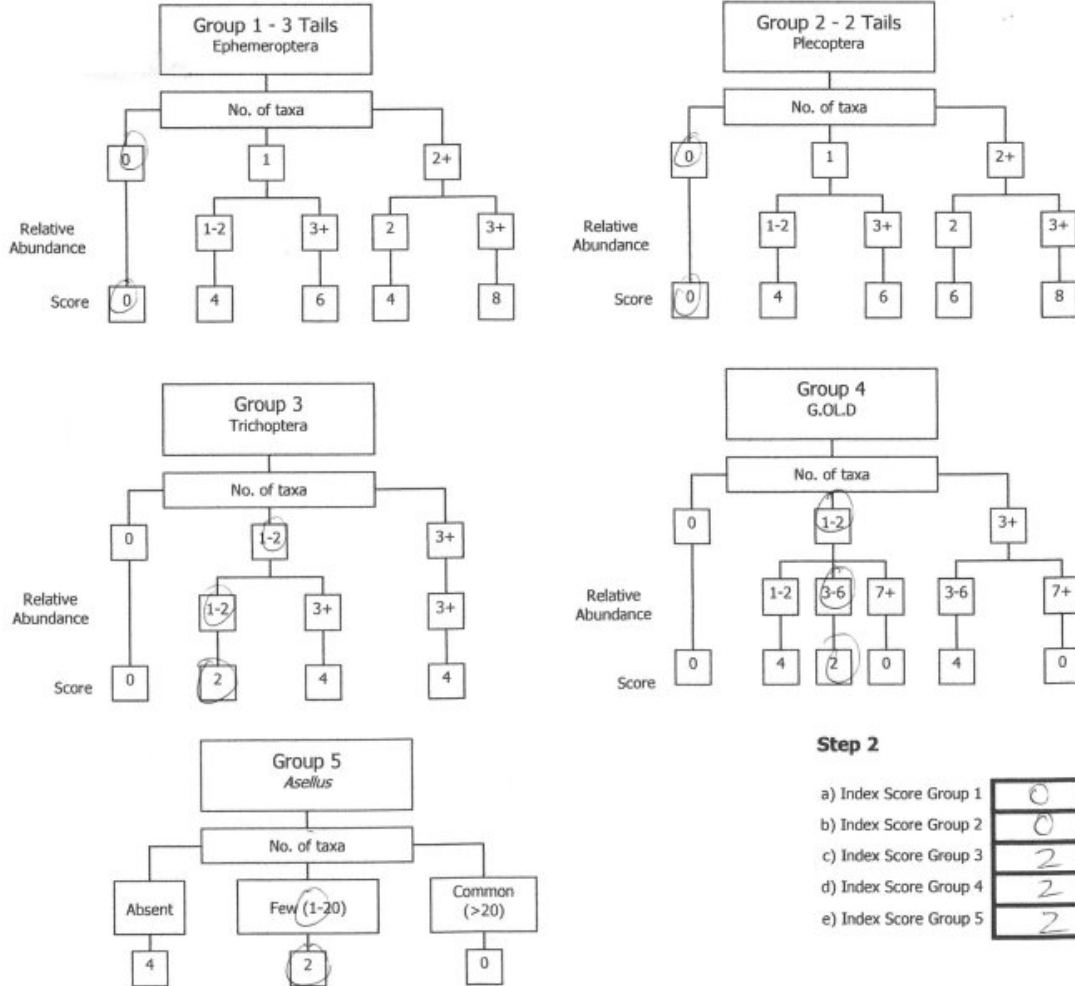 Group 1 - 3 Tails
Ephemeroptera
No. of taxa
0 1 2+
Relative Abundance
1-2 3+ 2 3+
Score
0 4 6 4 8
Group 2 - 2 Tails
Plecoptera
No. of taxa
0 1 2+
Relative Abundance
1-2 3+ 2 3+
Score
0 4 6 6 8
Group 3
Trichoptera
No. of taxa
0 1-2 3+
Relative Abundance
1-2 3+ 3+
Score
0 2 4 4
Group 4
G.OL.D
No. of taxa
0 1-2 3+
Relative Abundance
1-2 3-6 7+ 3-6 7+
Score
0 4 2 0 4 0
Group 5
Asellus
No. of taxa
Absent Few (1-20) Common (>20)
4 2 0
Step 2
a) Index Score Group 1 0
b) Index Score Group 2 0
c) Index Score Group 3 2
d) Index Score Group 4 2
e) Index Score Group 5 2